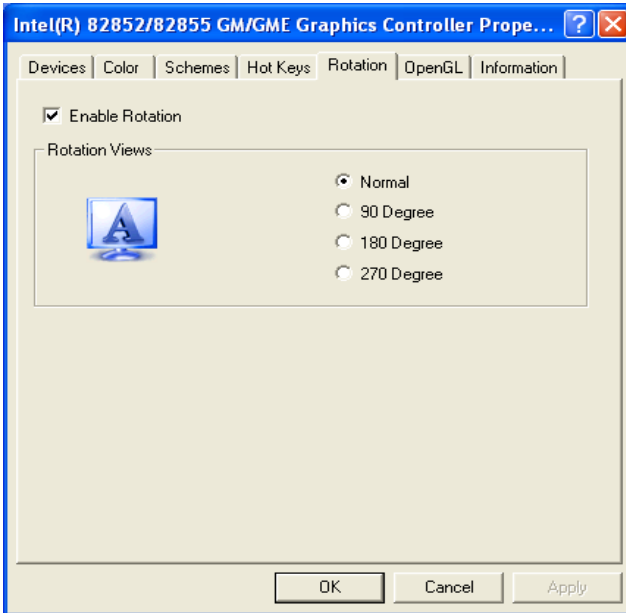 Intel(R) 82852/82855 GM/GME Graphics Controller Prope...
Devices Color Schemes Hot Keys Rotation OpenGL Information
Enable Rotation
Rotation Views
A
Normal
90 Degree
180 Degree
270 Degree
OK Cancel Apply